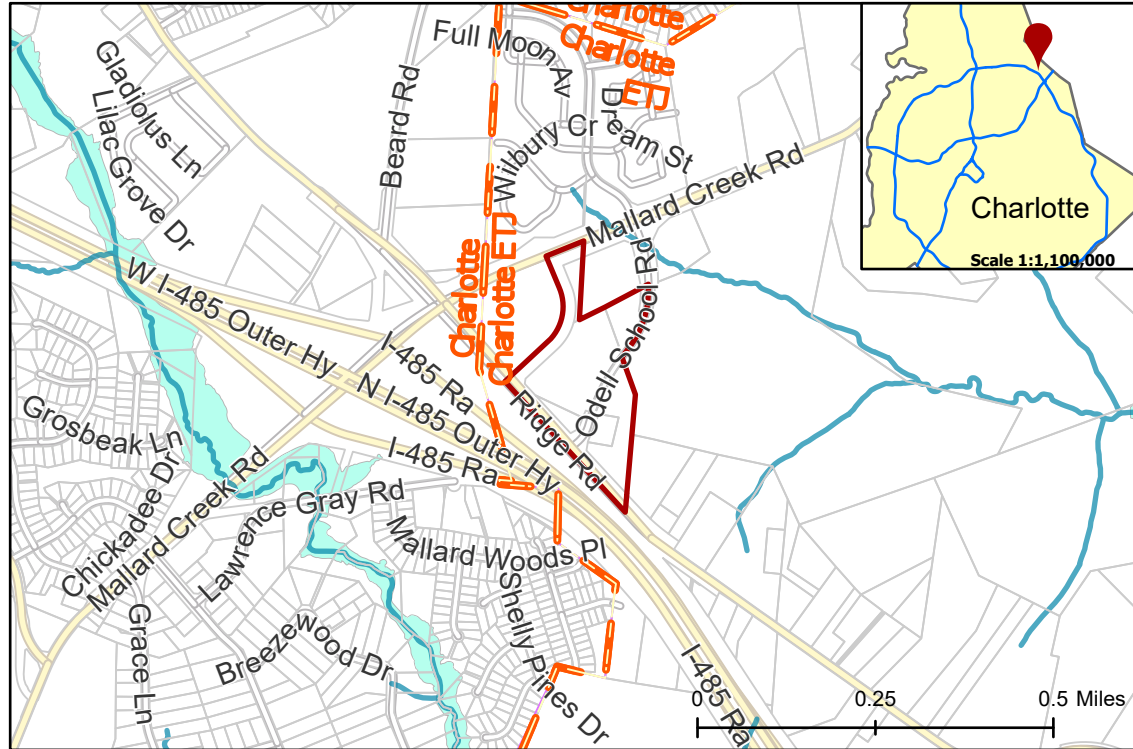 Charlotte
Charlotte
ETJ
Full Moon Av
Gladiolus Ln
Lilac Grove Dr
Beard Rd
Dream St
Wilbury Cr
Mallard Creek Rd
Charlotte
Scale 1:1,100,000
Charlotte
Charlotte ETJ
W I-485 Outer Hy
I-485 Ra
N I-485 Outer Hy
Odell School Rd
Ridge Rd
Grosbeak Ln
I-485 Ra
Chickadee Dr
Mallard Creek Rd
Lawrence Gray Rd
Mallard Woods Pl
Shelly Pines Dr
Grace Ln
Breezewood Dr
I-485 Ra
0 0.25 0.5 Miles